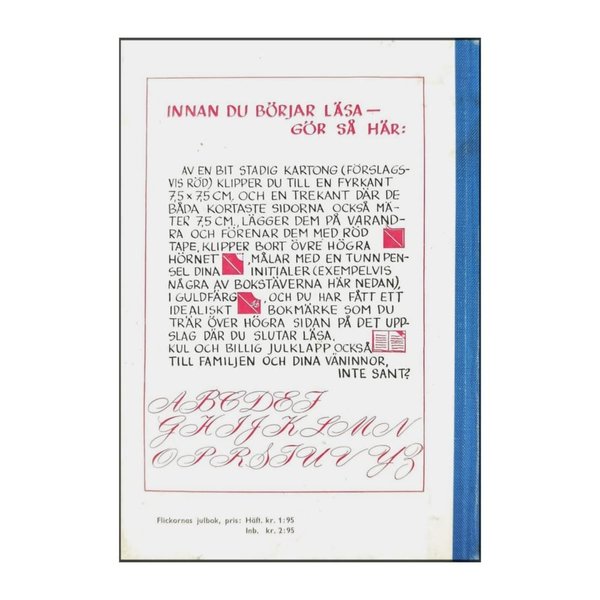 INNAN DU BÖRJAR LÄSA—
GÖR SÅ HÄR:
AV EN BIT STADIG KARTONG (FÖRSLAGS-
VIS RÖD) KLIPPER DU TILL EN FYRKANT
7,5 x 7,5 CM, OCH EN TREKANT DÄR DE
BÅDA KORTASTE SIDORNA OCKSÅ MÄ-
TER 7,5 CM., LÄGGER DEM PÅ VARAND-
RA OCH FÖRENAR DEM MED RÖD
TAPE, KLIPPER BORT ÖVRE HÖGRA
HÖRNET, MÅLAR MED EN TUNN PEN-
SEL DINA INITIALER (EXEMPELVIS
NÅGRA AV BOKSTÄVERNA HÄR NEDAN),
I GULDFÄRG, OCH DU HAR FÅTT ETT
IDEALISKT BOKMÄRKE SOM DU
TRÄR ÖVER HÖGRA SIDAN PÅ DET UPP-
SLAG DÄR DU SLUTAR LÄSA.
KUL OCH BILLIG JULKLAPP OCKSÅ
TILL FAMILJEN OCH DINA VÄNINNOR,
INTE SANT?
ABCDEF
GHIJKLMN
OPRSTUVYZ
Flickornas julbok, pris: Häft. kr. 1:95
Inb. kr. 2:95